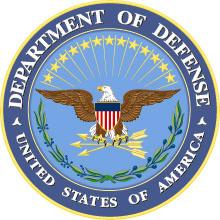 DEPARTMENT OF DEFENSE
UNITED STATES OF AMERICA